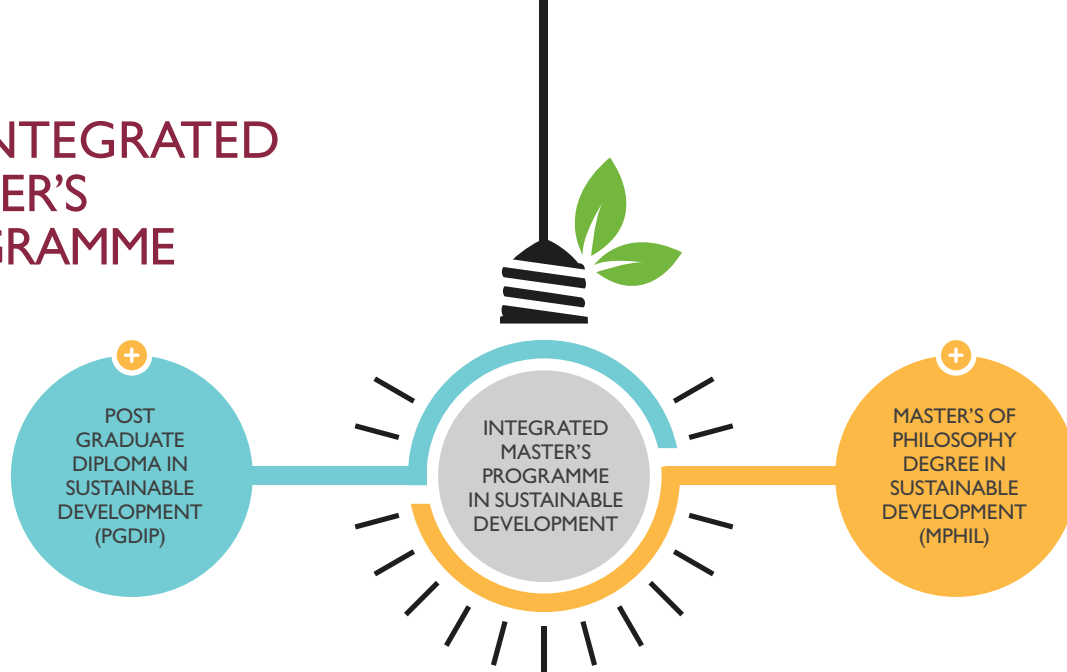 NTEGRATED
ER'S
GRAMME
POST
GRADUATE
DIPLOMA IN
SUSTAINABLE
DEVELOPMENT
(PGDIP)
INTEGRATED
MASTER'S
PROGRAMME
IN SUSTAINABLE
DEVELOPMENT
MASTER'S OF
PHILOSOPHY
DEGREE IN
SUSTAINABLE
DEVELOPMENT
(MPHIL)